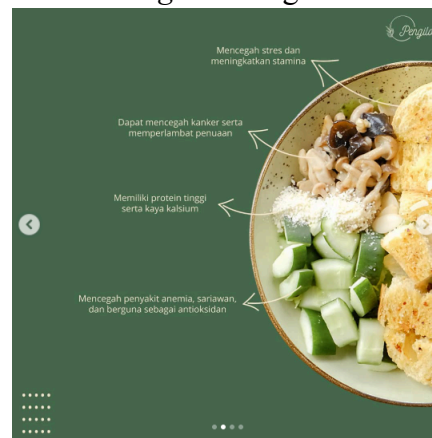 Mencegah stres dan
meningkatkan stamina
Dapat mencegah kanker serta
memperlambat penuaan
Memiliki protein tinggi
serta kaya kalsium
Mencegah penyakit anemia, sariawan,
dan berguna sebagai antioksidan